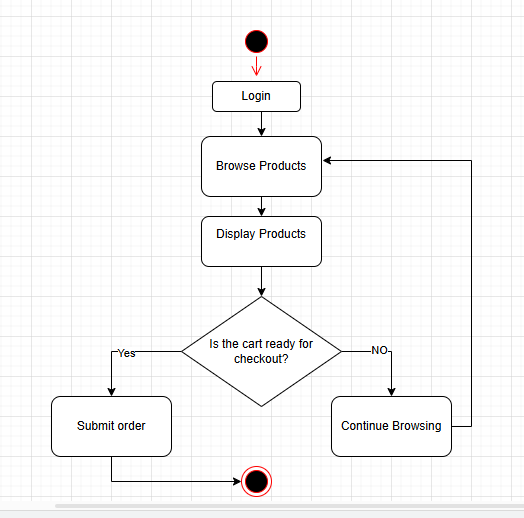 Login
Browse Products
Display Products
Is the cart ready for
checkout?
Yes
NO
Submit order
Continue Browsing